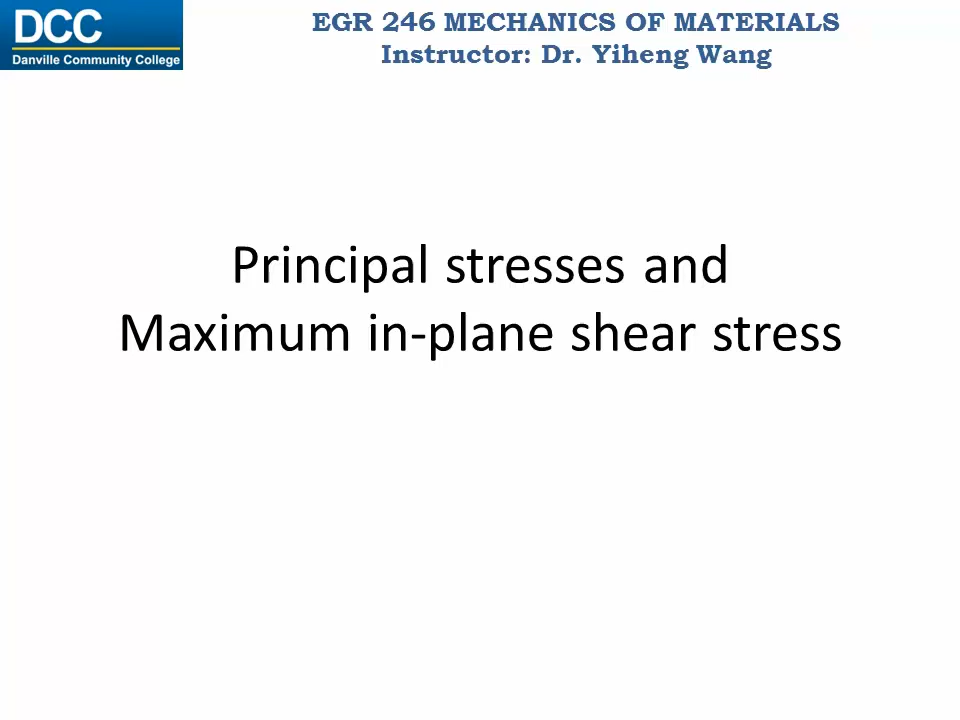 DCC
Danville Community College
EGR 246 MECHANICS OF MATERIALS
Instructor: Dr. Yiheng Wang
Principal stresses and
Maximum in-plane shear stress